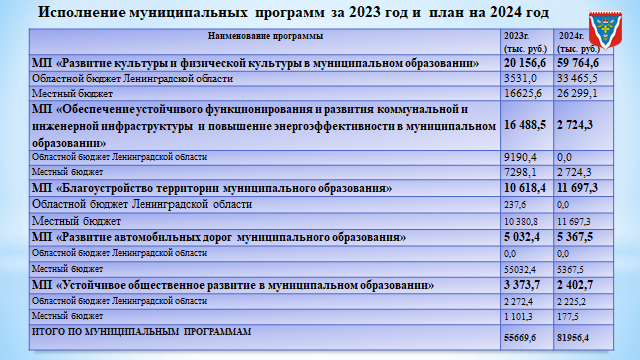 Исполнение муниципальных программ за 2023 год и план на 2024 год
Наименование программы 2023г. (тыс. руб.) 2024г. (тыс. руб.)
МП «Развитие культуры и физической культуры в муниципальном образовании» 20 156,6 59 764,6
Областной бюджет Ленинградской области 3531,0 33 465,5
Местный бюджет 16625,6 26 299,1
МП «Обеспечение устойчивого функционирования и развития коммунальной и
инженерной инфраструктуры и повышение энергоэффективности в муниципальном 16 488,5 2 724,3
образовании»
Областной бюджет Ленинградской области 9190,4 0,0
Местный бюджет 7298,1 2 724,3
МП «Благоустройство территории муниципального образования» 10 618,4 11 697,3
Областной бюджет Ленинградской области 237,6 0,0
Местный бюджет 10 380,8 11 697,3
МП «Развитие автомобильных дорог муниципального образования» 5 032,4 5 367,5
Областной бюджет Ленинградской области 0,0 0,0
Местный бюджет 55032,4 5367,5
МП «Устойчивое общественное развитие в муниципальном образовании» 3 373,7 2 402,7
Областной бюджет Ленинградской области 2 272,4 2 225,2
Местный бюджет 1 101,3 177,5
ИТОГО ПО МУНИЦИПАЛЬНЫМ ПРОГРАММАМ 55669,6 81956,4